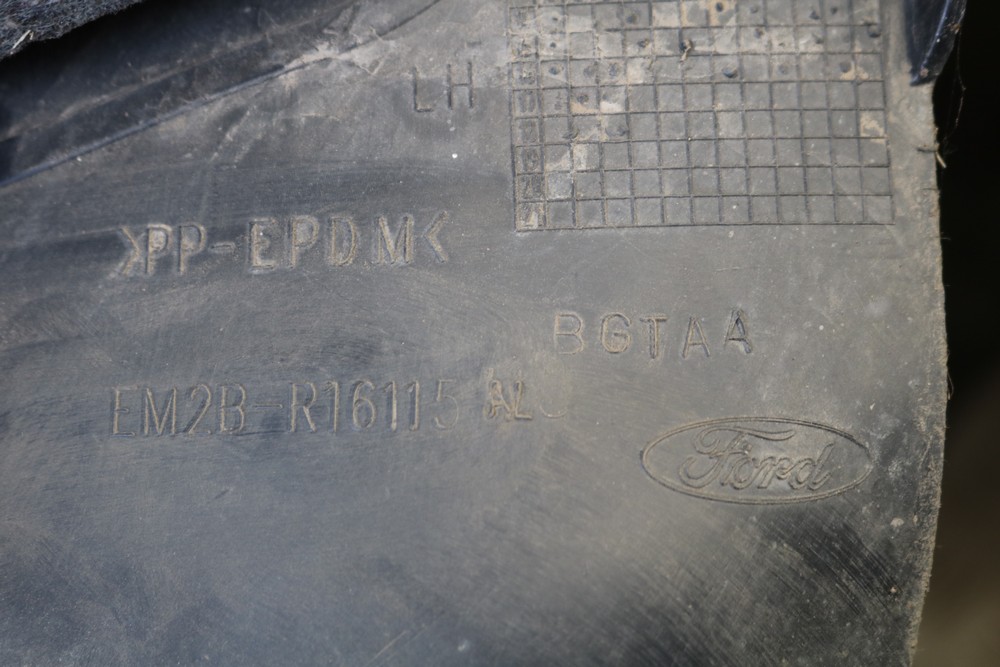 LH
>PP-EPDM<
BGTAA
EM2B-R16115
Ford